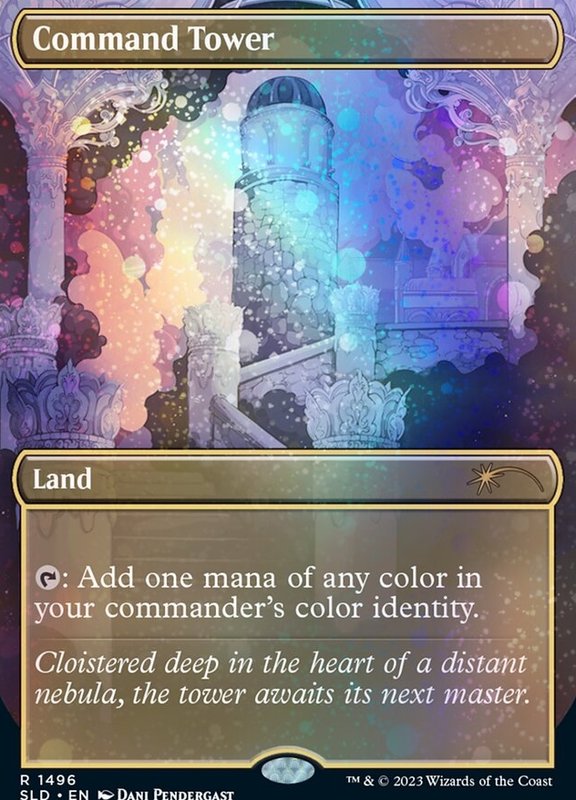 Command Tower
Land
: Add one mana of any color in
your commander's color identity.
Cloistered deep in the heart of a distant
nebula, the tower awaits its next master.
R 1496
SLD • EN Dani Pendergast
™ & © 2023 Wizards of the Coast